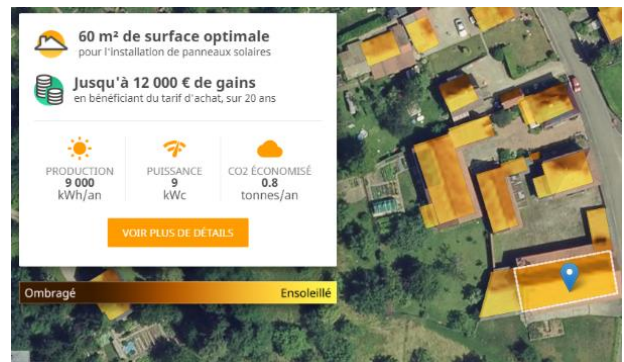 60 m² de surface optimale
pour l'installation de panneaux solaires
Jusqu'à 12 000 € de gains
en bénéficiant du tarif d'achat, sur 20 ans
PRODUCTION
9 000
kWh/an
PUISSANCE
9
kWc
CO2 ÉCONOMISÉ
0.8
tonnes/an
VOIR PLUS DE DÉTAILS
Ombragé
Ensoleillé